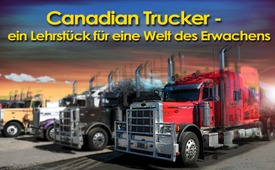 Canadian Trucker -
ein Lehrstück für eine Welt des Erwachens